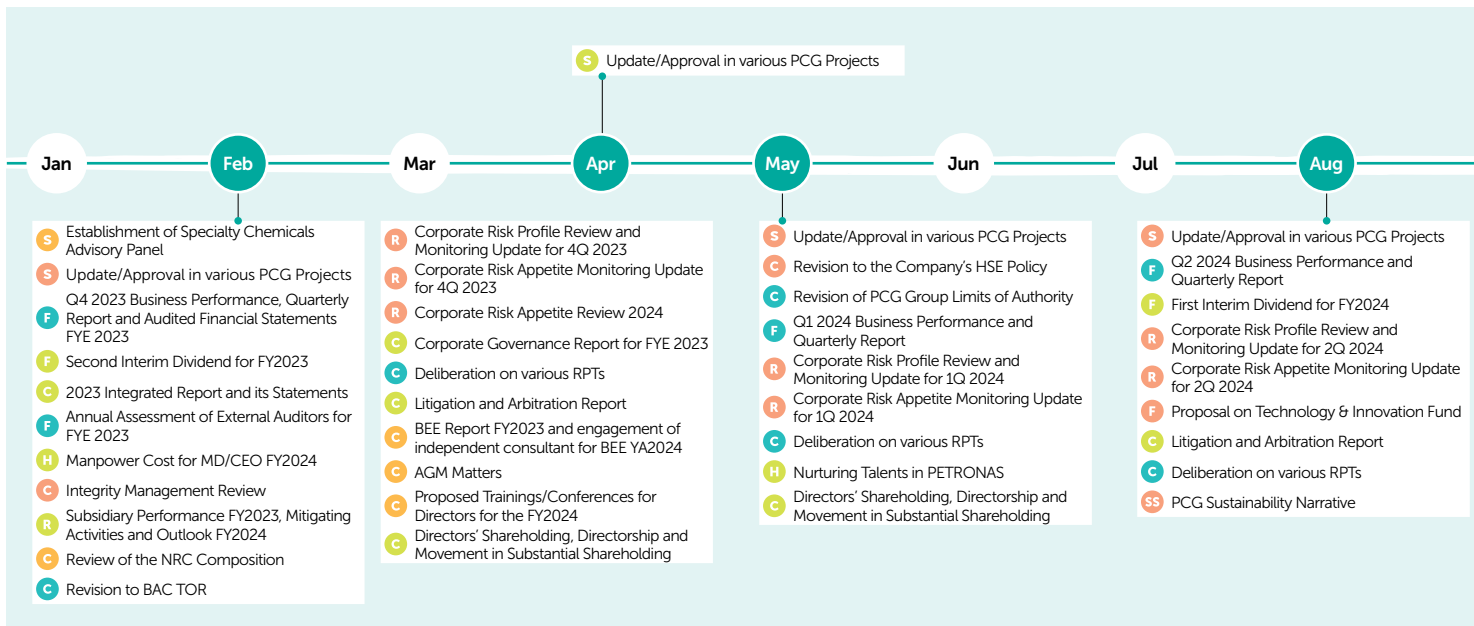 S Update/Approval in various PCG Projects
Jan
Feb
Mar
Apr
May
Jun
Jul
Aug
S Establishment of Specialty Chemicals
Advisory Panel
S Update/Approval in various PCG Projects
Q4 2023 Business Performance, Quarterly
F Report and Audited Financial Statements
FYE 2023
F Second Interim Dividend for FY2023
C 2023 Integrated Report and its Statements
F Annual Assessment of External Auditors for
FYE 2023
H Manpower Cost for MD/CEO FY2024
C Integrity Management Review
R Subsidiary Performance FY2023, Mitigating
Activities and Outlook FY2024
C Review of the NRC Composition
C Revision to BAC TOR
R Corporate Risk Profile Review and
Monitoring Update for 4Q 2023
R Corporate Risk Appetite Monitoring Update
for 4Q 2023
R Corporate Risk Appetite Review 2024
C Corporate Governance Report for FYE 2023
C Deliberation on various RPTs
C Litigation and Arbitration Report
C BEE Report FY2023 and engagement of
independent consultant for BEE YA2024
C AGM Matters
C Proposed Trainings/Conferences for
Directors for the FY2024
C Directors' Shareholding, Directorship and
Movement in Substantial Shareholding
S Update/Approval in various PCG Projects
C Revision to the Company's HSE Policy
C Revision of PCG Group Limits of Authority
F Q1 2024 Business Performance and
Quarterly Report
R Corporate Risk Profile Review and
Monitoring Update for 1Q 2024
R Corporate Risk Appetite Monitoring Update
for 1Q 2024
C Deliberation on various RPTs
H Nurturing Talents in PETRONAS
C Directors' Shareholding, Directorship and
Movement in Substantial Shareholding
S Update/Approval in various PCG Projects
F Q2 2024 Business Performance and
Quarterly Report
F First Interim Dividend for FY2024
R Corporate Risk Profile Review and
Monitoring Update for 2Q 2024
R Corporate Risk Appetite Monitoring Update
for 2Q 2024
F Proposal on Technology & Innovation Fund
C Litigation and Arbitration Report
C Deliberation on various RPTs
SS PCG Sustainability Narrative